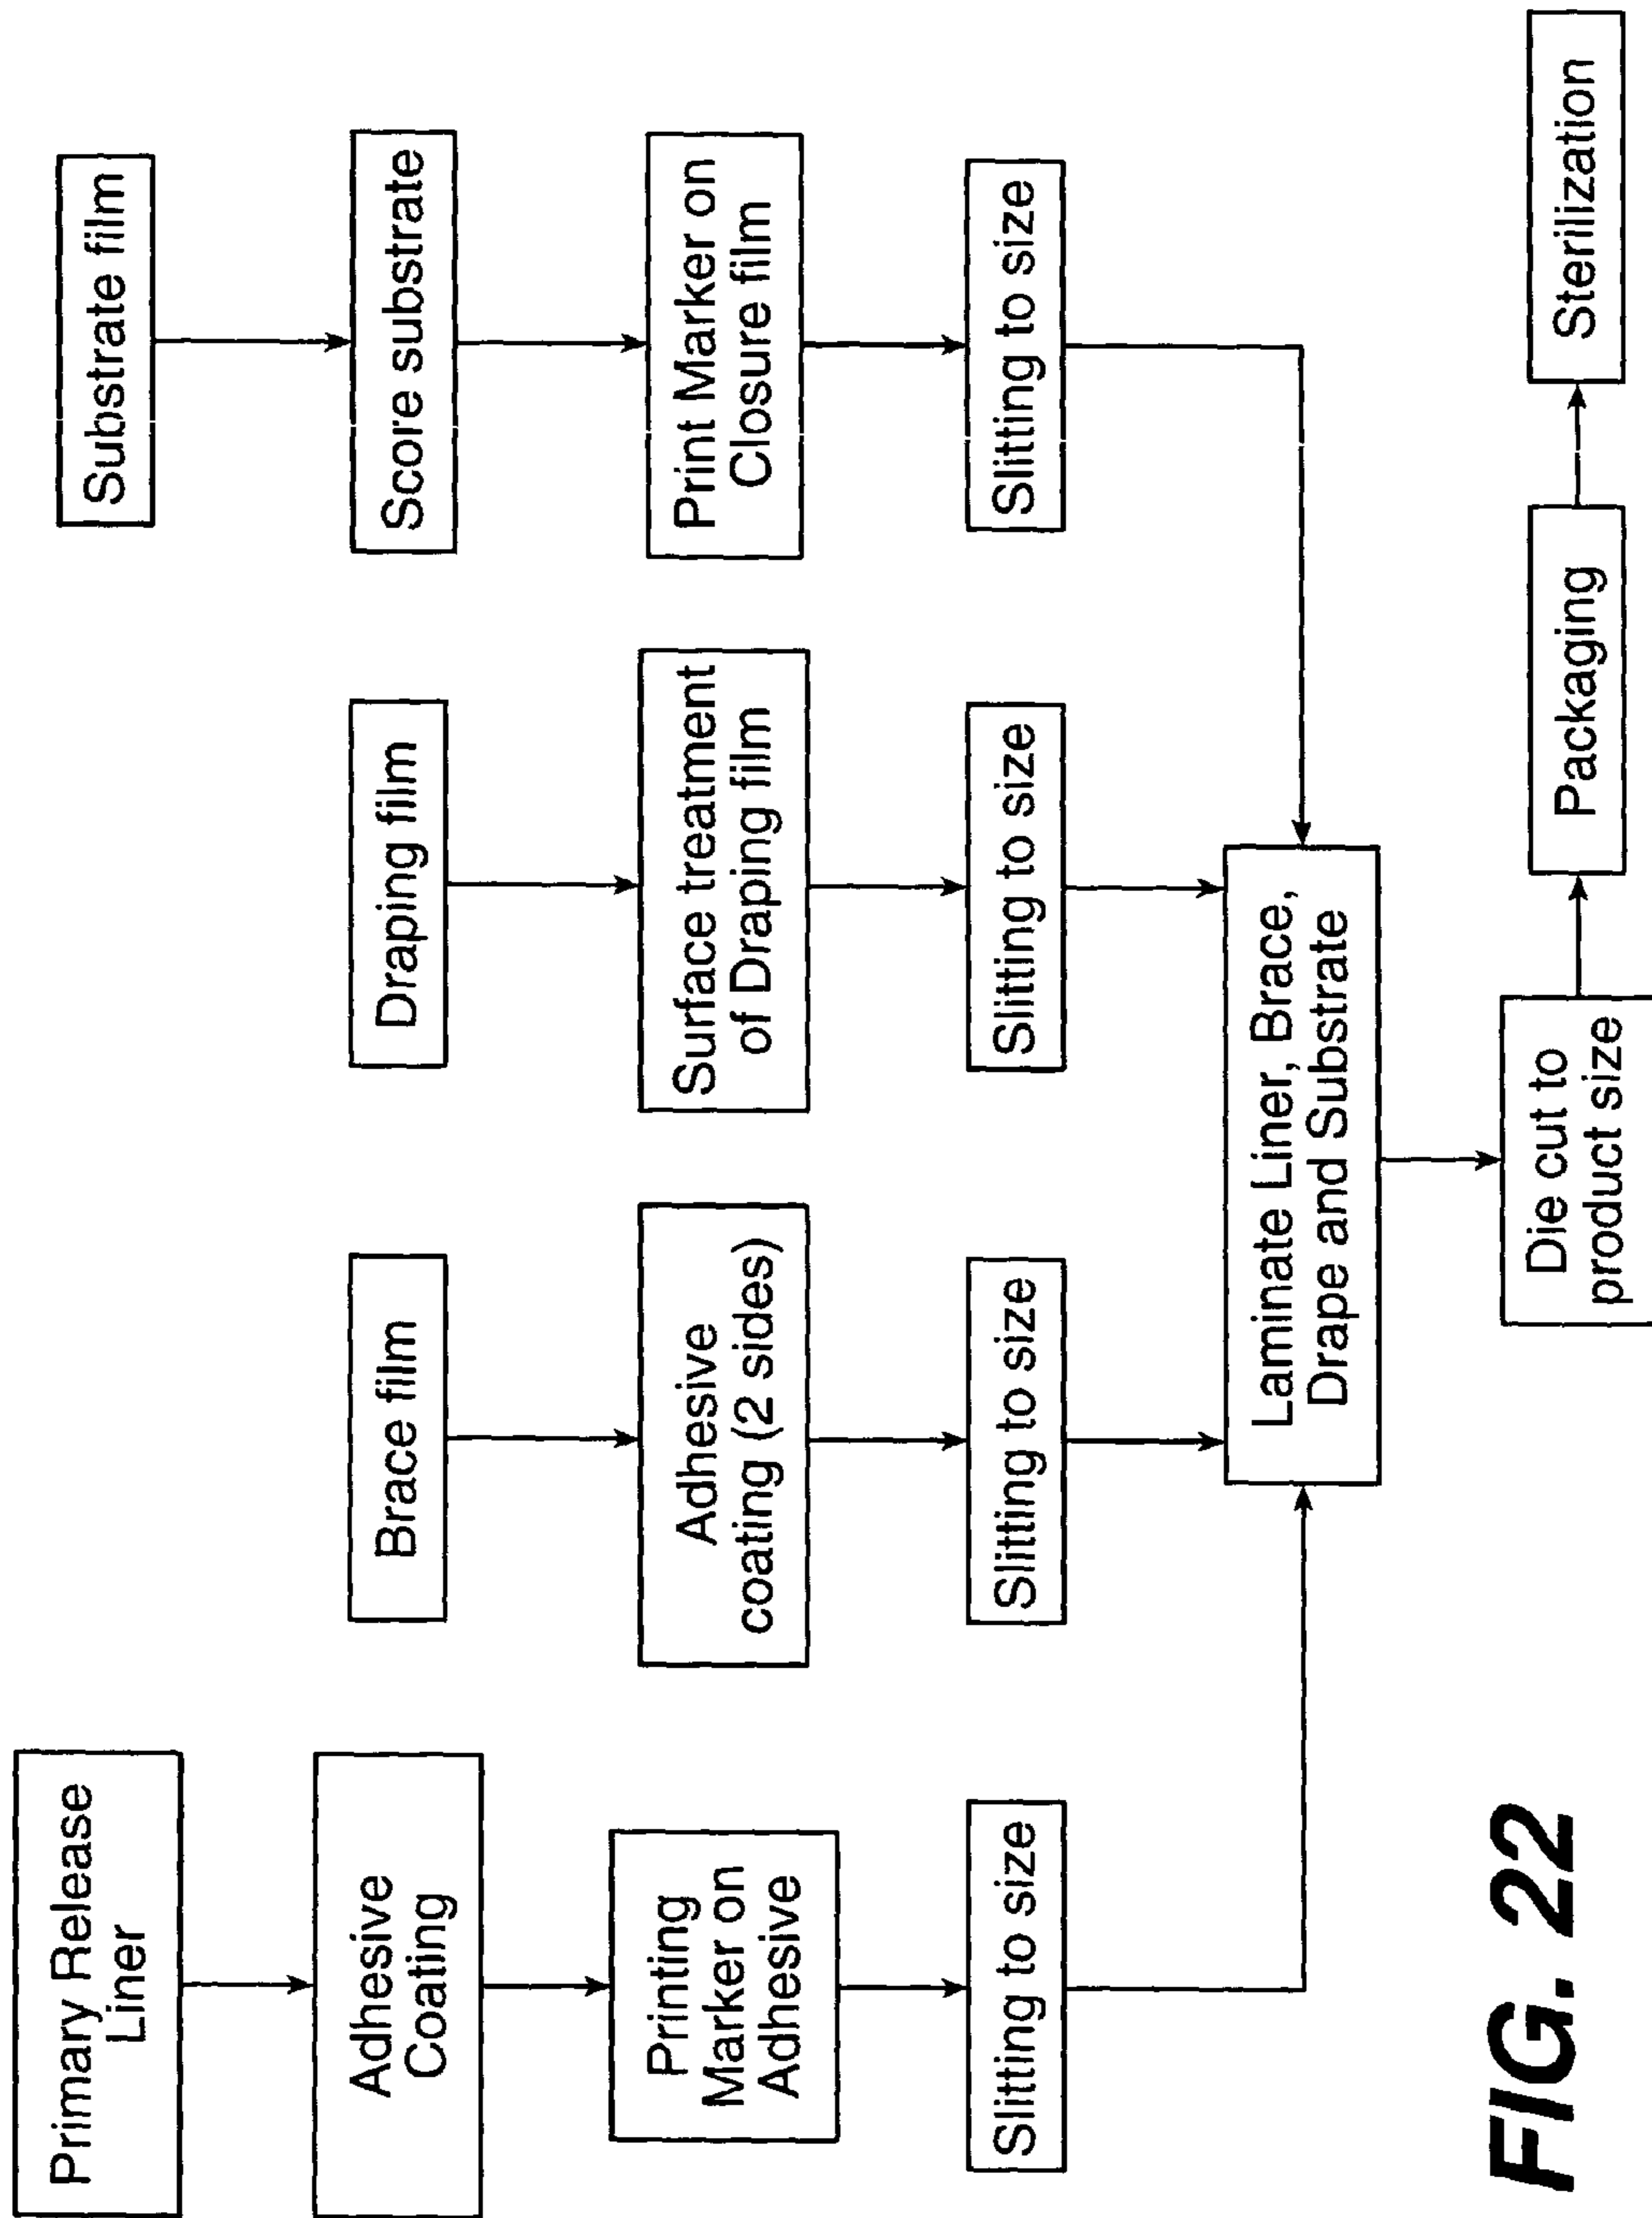 Primary Release
Liner
Adhesive
Coating
Printing
Marker on
Adhesive
Slitting to size
Brace film
Adhesive
coating (2 sides)
Slitting to size
Draping film
Surface treatment
of Draping film
Slitting to size
Substrate film
Score substrate
Print Marker on
Closure film
Slitting to size
Laminate Liner, Brace,
Drape and Substrate
Die cut to
product size
Packaging
Sterilization
FIG. 22